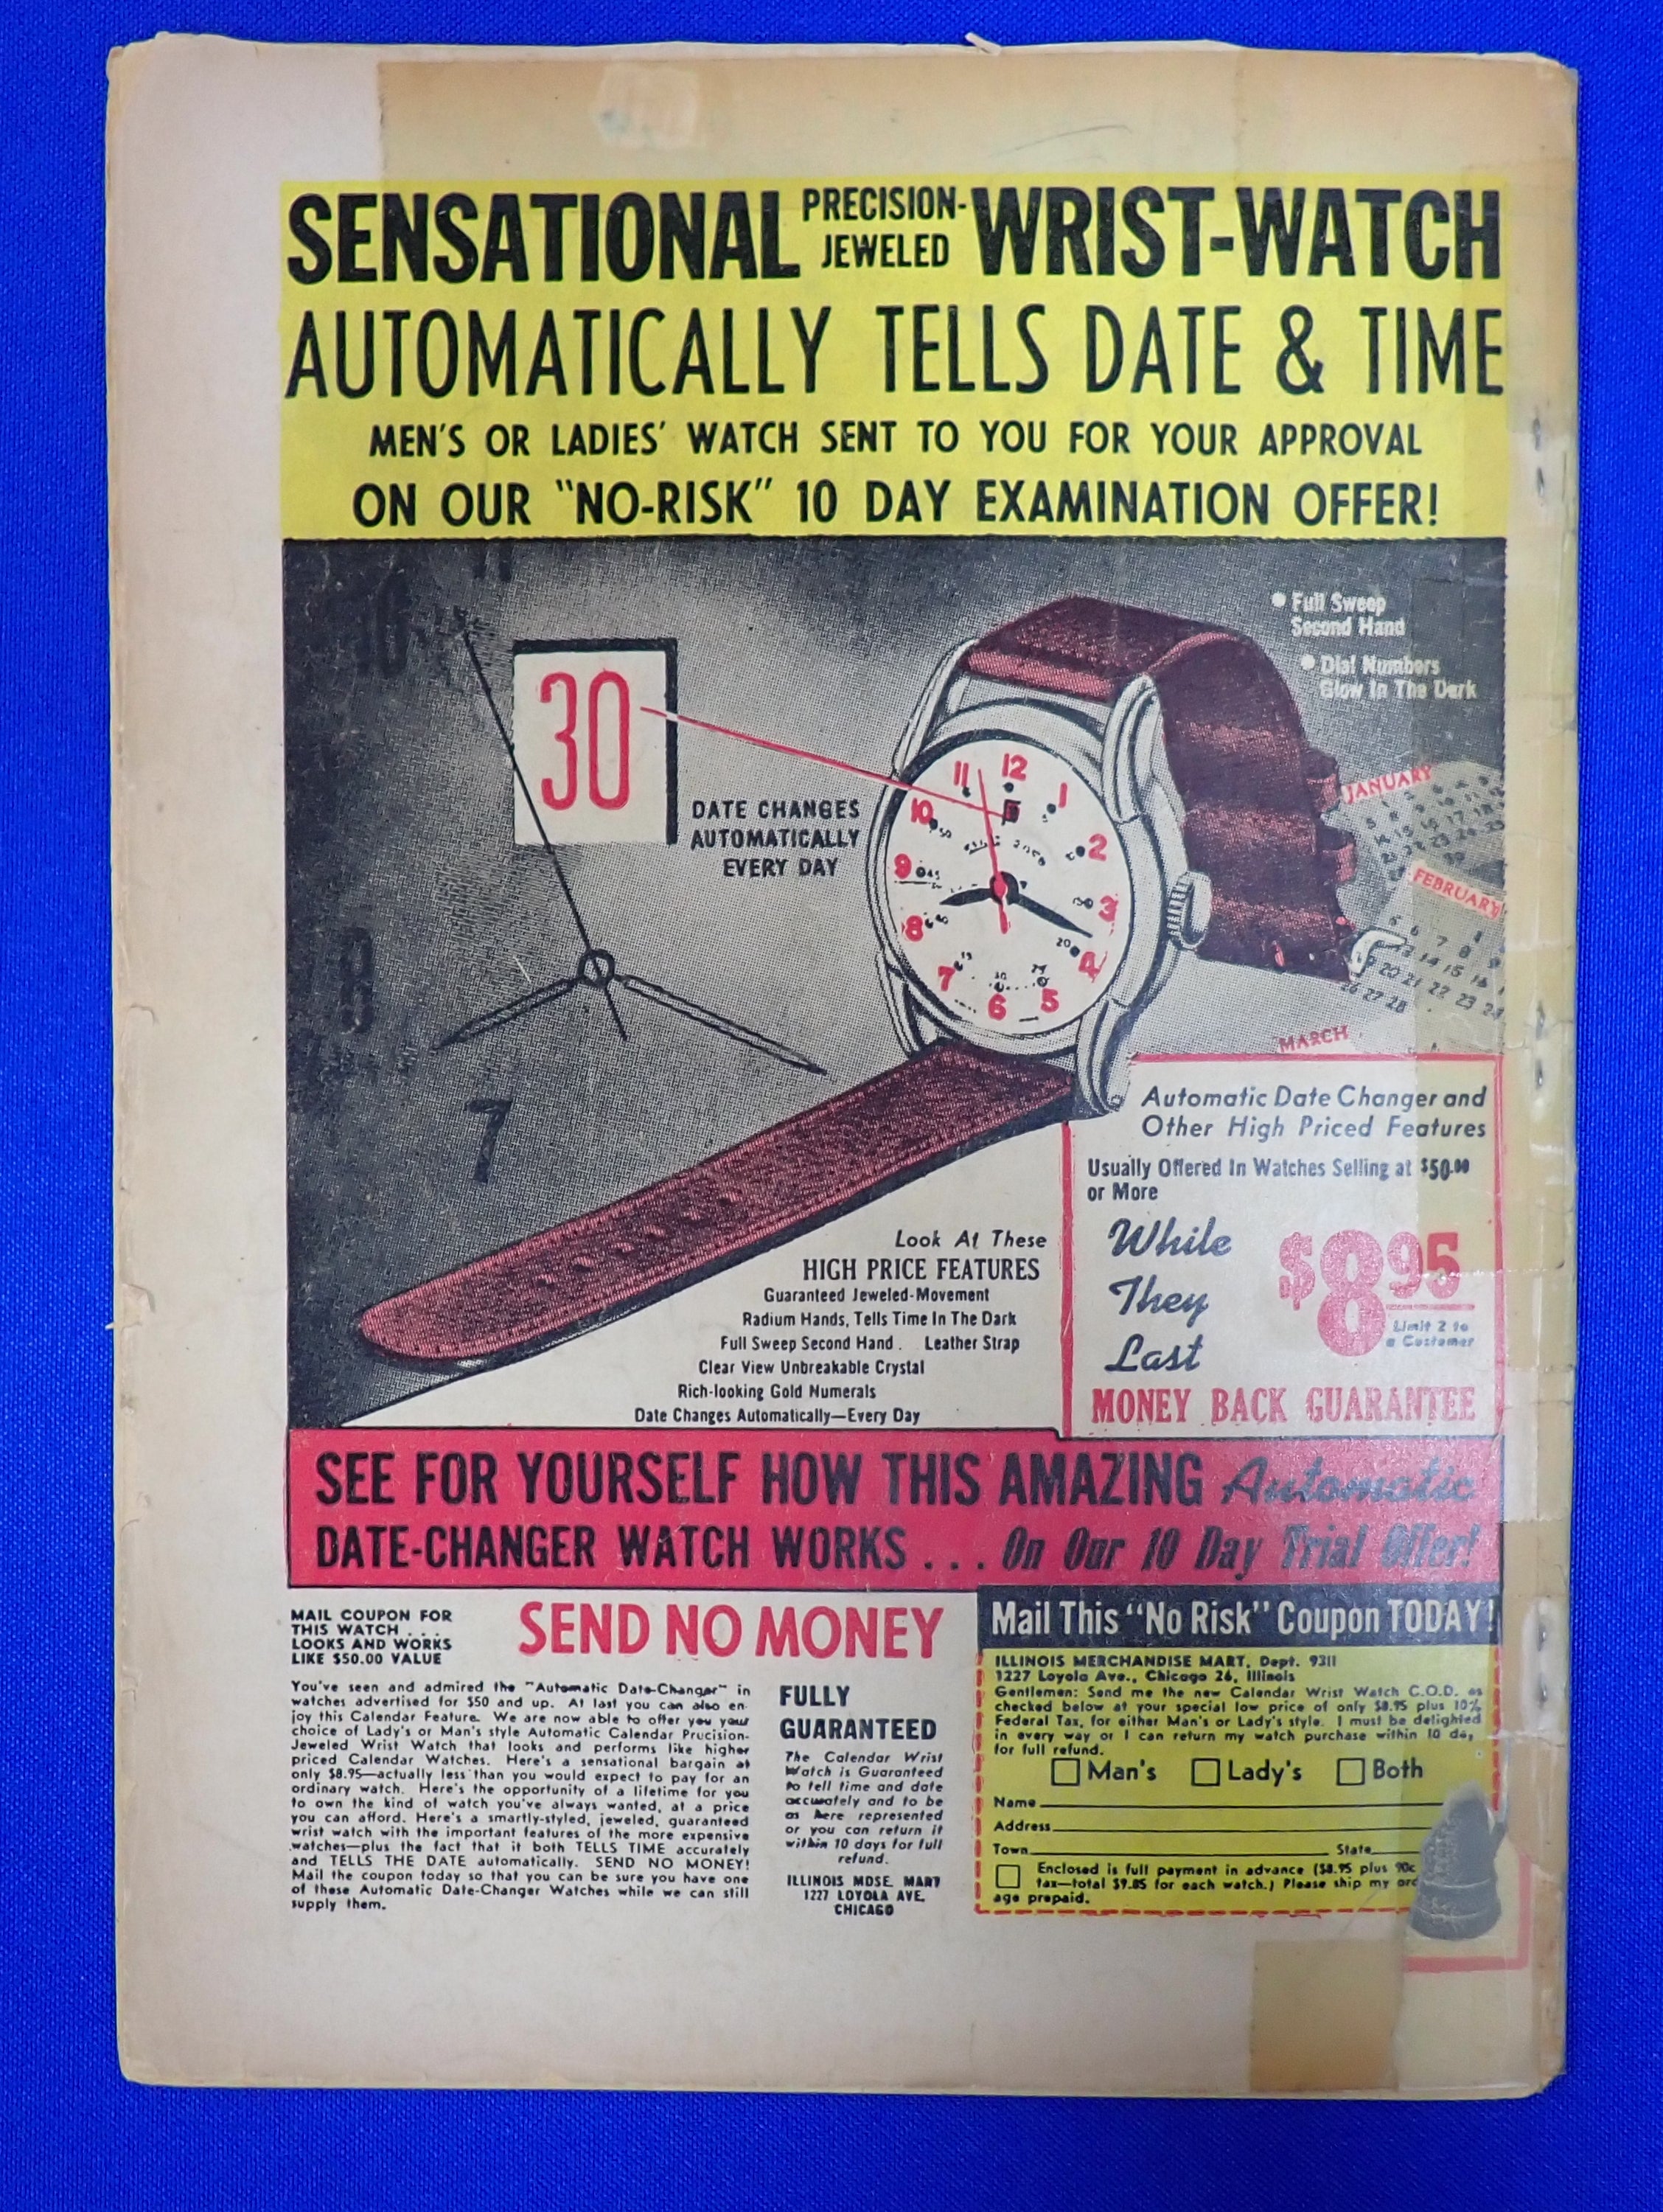 SENSATIONAL PRECISION-JEWELED WRIST-WATCH
AUTOMATICALLY TELLS DATE & TIME
MEN'S OR LADIES' WATCH SENT TO YOU FOR YOUR APPROVAL
ON OUR "NO-RISK" 10 DAY EXAMINATION OFFER!
• Full Sweep
Second Hand
• Dial Numbers
Glow In The Dark
30
DATE CHANGES
AUTOMATICALLY
EVERY DAY
12
1
2
3
4
5
6
7
8
9
10
11
10
8
7
JANUARY
FEBRUARY
MARCH
Automatic Date Changer and
Other High Priced Features
Usually Offered In Watches Selling at $50.00
or More
While
They
Last
$8.95
Limit 2 to
a Customer
MONEY BACK GUARANTEE
Look At These
HIGH PRICE FEATURES
Guaranteed Jeweled-Movement
Radium Hands, Tells Time In The Dark
Full Sweep Second Hand. Leather Strap
Clear View Unbreakable Crystal
Rich-looking Gold Numerals
Date Changes Automatically—Every Day
SEE FOR YOURSELF HOW THIS AMAZING Automatic
DATE-CHANGER WATCH WORKS . . . On Our 10 Day Trial Offer!
MAIL COUPON FOR
THIS WATCH . . .
LOOKS AND WORKS
LIKE $50.00 VALUE
SEND NO MONEY
You've seen and admired the "Automatic Date-Changer" in
watches advertised for $50 and up. At last you can also en-
joy this Calendar Feature. We are now able to offer you your
choice of Lady's or Man's style Automatic Calendar Precision-
Jeweled Wrist Watch that looks and performs like higher
priced Calendar Watches. Here's a sensational bargain at
only $8.95—actually less than you would expect to pay for an
ordinary watch. Here's the opportunity of a lifetime for you
to own the kind of watch you've always wanted, at a price
you can afford. Here's a smartly-styled, jeweled, guaranteed
wrist watch with the important features of the more expensive
watches—plus the fact that it both TELLS TIME accurately
and TELLS THE DATE automatically. SEND NO MONEY!
Mail the coupon today so that you can be sure you have one
of these Automatic Date-Changer Watches while we can still
supply them.
FULLY
GUARANTEED
The Calendar Wrist
Watch is Guaranteed
to tell time and date
accurately and to be
as here represented
or you can return it
within 10 days for full
refund.
ILLINOIS MDSE. MART
1227 LOYOLA AVE.
CHICAGO
Mail This "No Risk" Coupon TODAY!
ILLINOIS MERCHANDISE MART, Dept. 9311
1227 Loyola Ave., Chicago 26, Illinois
Gentlemen: Send me the new Calendar Wrist Watch C.O.D. as
checked below at your special low price of only $8.95 plus 10%
Federal Tax, for either Man's or Lady's style. I must be delighted
in every way or I can return my watch purchase within 10 da,
for full refund.
Man's Lady's Both
Name
Address
Town State
Enclosed is full payment in advance ($8.95 plus 90c
tax—total $9.85 for each watch.) Please ship my ord
age prepaid.